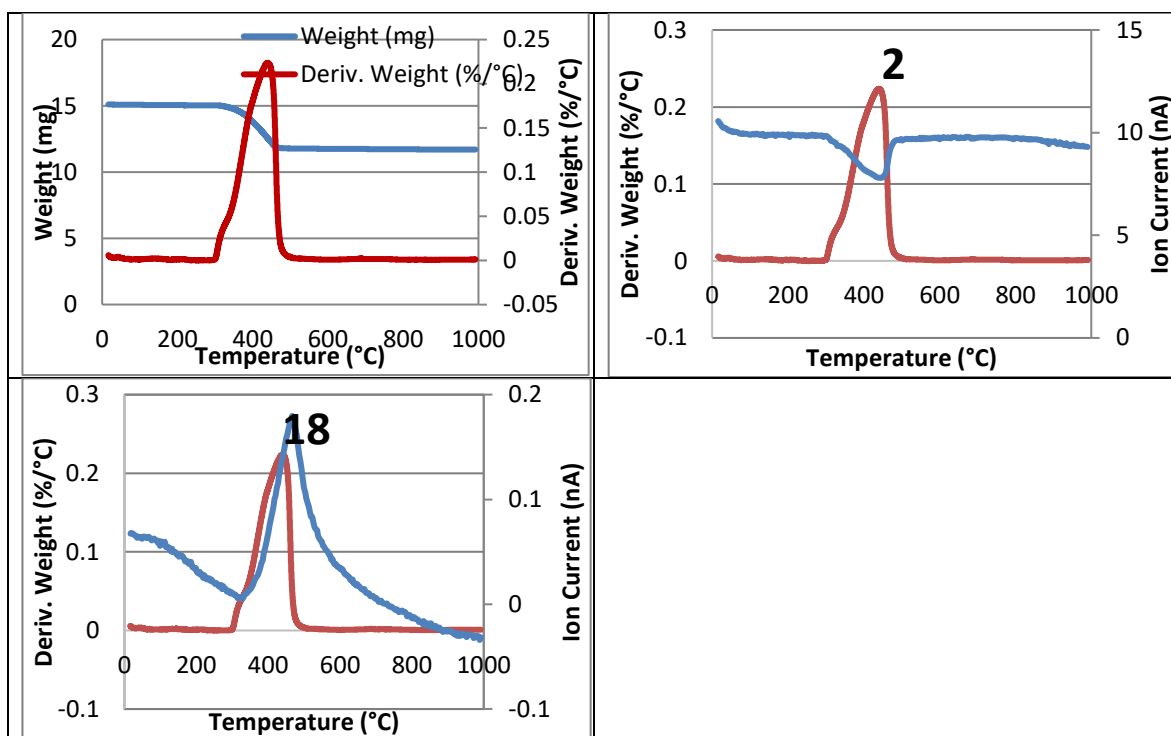 20
15
10
5
0
Weight (mg)
Weight (mg)
Deriv. Weight (%/°C)
0.25
0.2
0.15
0.1
0.05
0
-0.05
Deriv. Weight (%/°C)
0 200 400 600 800 1000
Temperature (°C)
0.3
0.2
0.1
0
-0.1
Deriv. Weight (%/°C)
2
15
10
5
0
Ion Current (nA)
0 200 400 600 800 1000
Temperature (°C)
0.3
0.2
0.1
0
-0.1
Deriv. Weight (%/°C)
18
0.2
0.1
0
-0.1
Ion Current (nA)
0 200 400 600 800 1000
Temperature (°C)